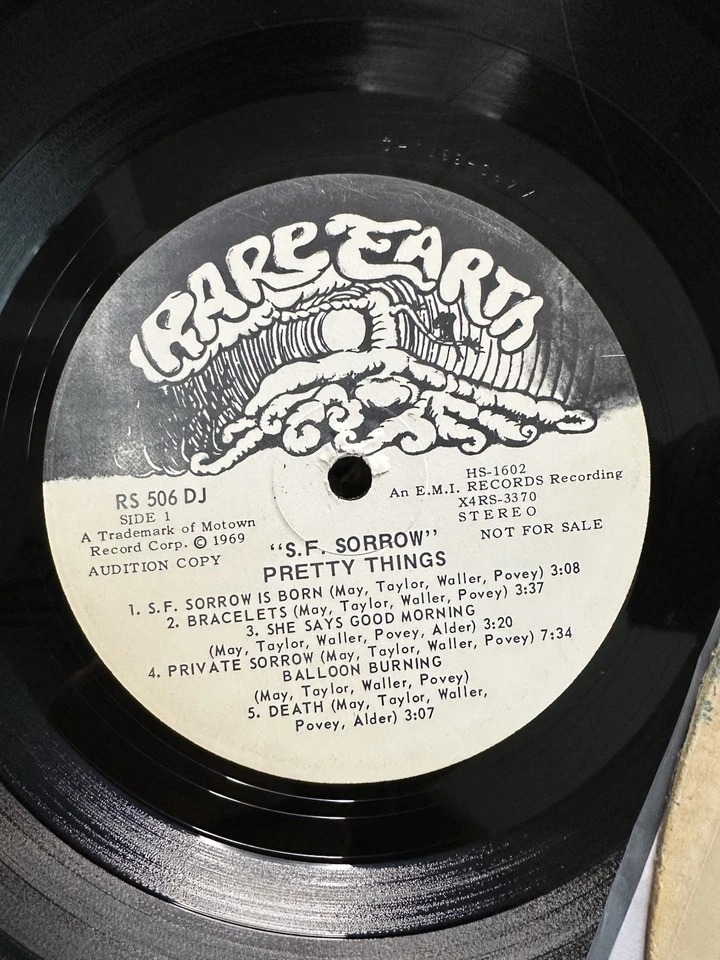 RARE EARTH
RS 506 DJ
SIDE 1
A Trademark of Motown
Record Corp. © 1969
AUDITION COPY
HS-1602
An E.M.I. RECORDS Recording
X4RS-3370
STEREO
NOT FOR SALE
"S.F. SORROW"
PRETTY THINGS
1. S.F. SORROW IS BORN (May, Taylor, Waller, Povey) 3:08
2. BRACELETS (May, Taylor, Waller, Povey) 3:37
3. SHE SAYS GOOD MORNING
(May, Taylor, Waller, Povey, Alder) 3:20
4. PRIVATE SORROW (May, Taylor, Waller, Povey) 7:34
BALLOON BURNING
(May, Taylor, Waller, Povey)
5. DEATH (May, Taylor, Waller,
Povey, Alder) 3:07